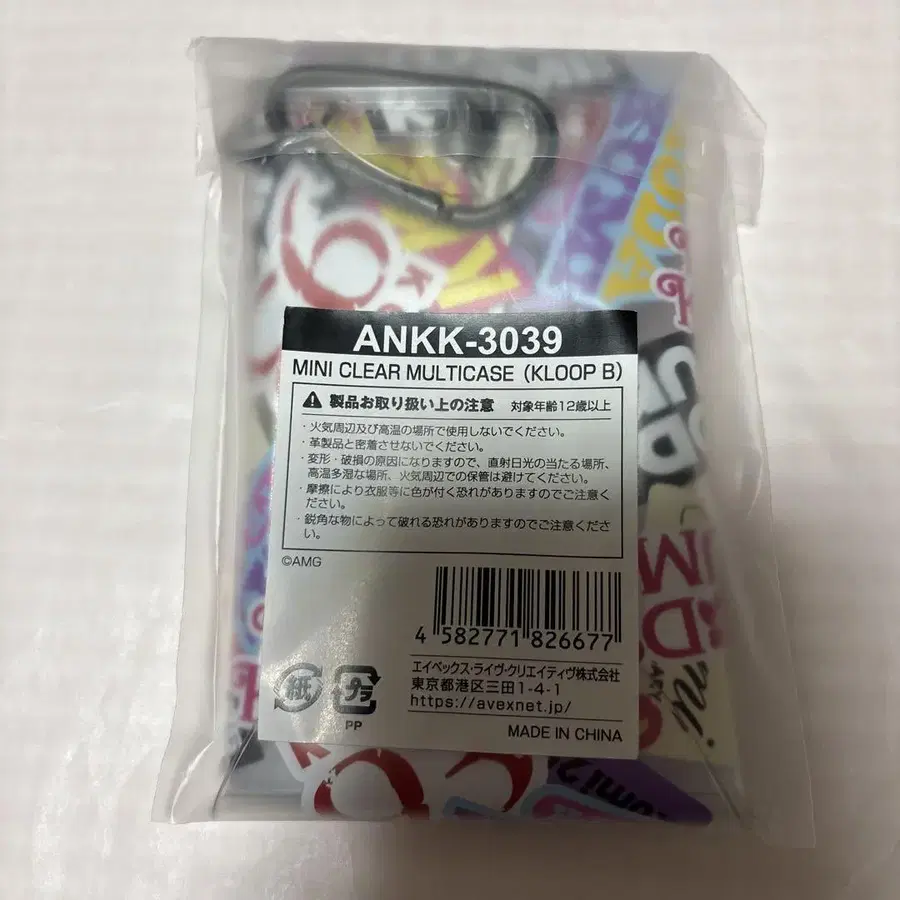 ANKK-3039
MINI CLEAR MULTICASE (KLOOP B)
製品お取り扱い上の注意 対象年齢12歳以上
・火気周辺及び高温の場所で使用しないでください。
・革製品と密着させないでください。
・変形・破損の原因になりますので、直射日光の当たる場所、
高温多湿な場所、火気周辺での保管は避けてください。
・摩擦により衣服等に色が付く恐れがありますのでご注意く
ださい。
・鋭角な物によって破れる恐れがありますのでご注意くださ
い。
©AMG
4 582771 826677
エイベックス・ライヴ・クリエイティヴ株式会社
東京都港区三田1-4-1
https://avexnet.jp/
紙
プラ
PP
MADE IN CHINA